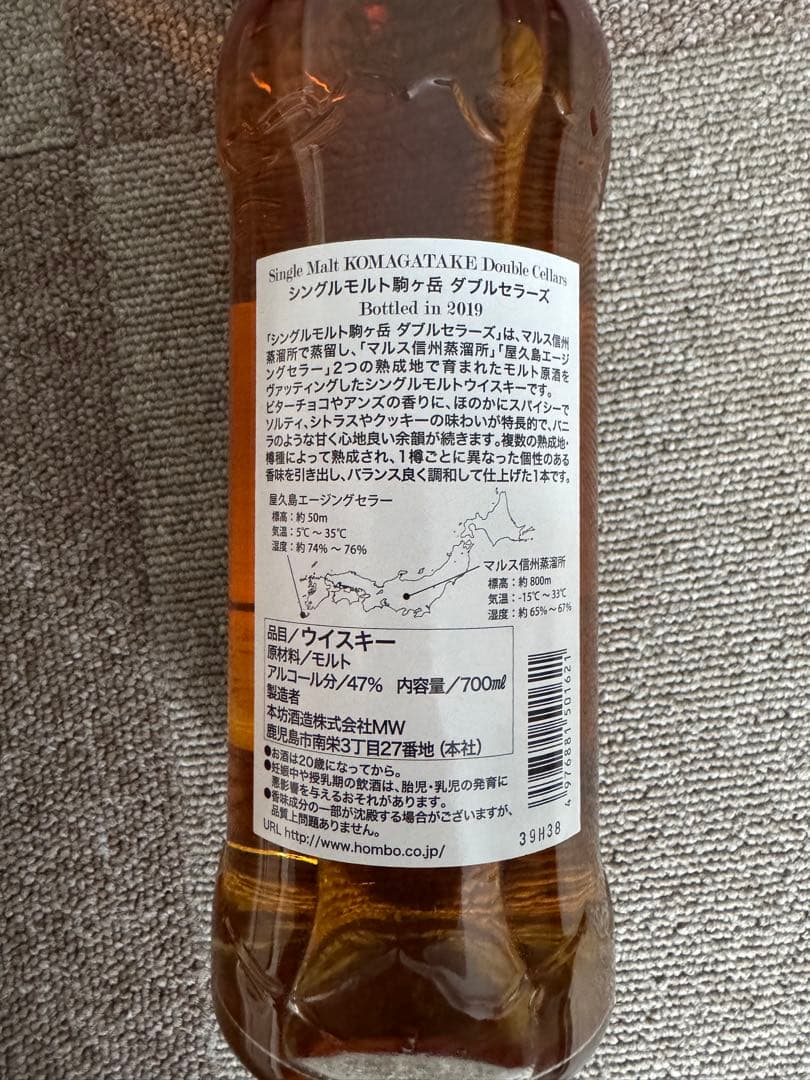 Single Malt KOMAGATAKE Double Cellars
シングルモルト駒ヶ岳 ダブルセラーズ
Bottled in 2019
「シングルモルト駒ヶ岳 ダブルセラーズ」は、マルス信州
蒸溜所で蒸留し、「マルス信州蒸溜所」「屋久島エージ
ングセラー」2つの熟成地で育まれたモルト原酒を
ヴァッティングしたシングルモルトウイスキーです。
ビターチョコやアンズの香りに、ほのかにスパイシーで
ソルティ、シトラスやクッキーの味わいが特長的で、バニ
ラのような甘く心地良い余韻が続きます。複数の熟成地・
樽種によって熟成され、1樽ごとに異なった個性のある
香味を引き出し、バランス良く調和して仕上げた1本です。
屋久島エージングセラー
標高：約50m
気温：5℃～35℃
湿度：約74%～76%
マルス信州蒸溜所
標高：約800m
気温：-15℃～33℃
湿度：約65%～67%
品目／ウイスキー
原材料／モルト
アルコール分／47% 内容量／700㎖
製造者
本坊酒造株式会社MW
鹿児島市南栄3丁目27番地（本社）
●お酒は20歳になってから。
●妊娠中や授乳期の飲酒は、胎児・乳児の発育に
悪影響を与えるおそれがあります。
●香味成分の一部が沈殿する場合がございますが、
品質上問題ありません。
URL http://www.hombo.co.jp/
4 976881 501621
39H38